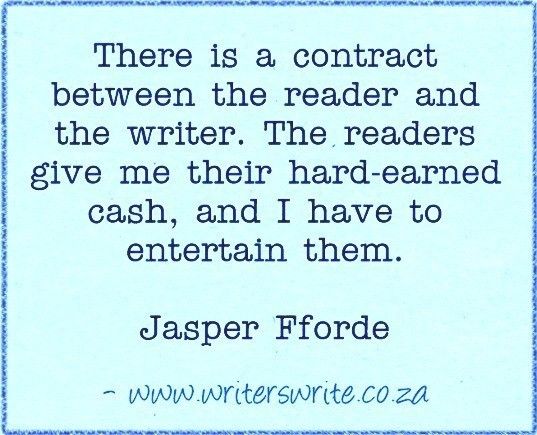 There is a contract
between the reader and
the writer. The readers
give me their hard-earned
cash, and I have to
entertain them.
Jasper Fforde
- www.writerswrite.co.za